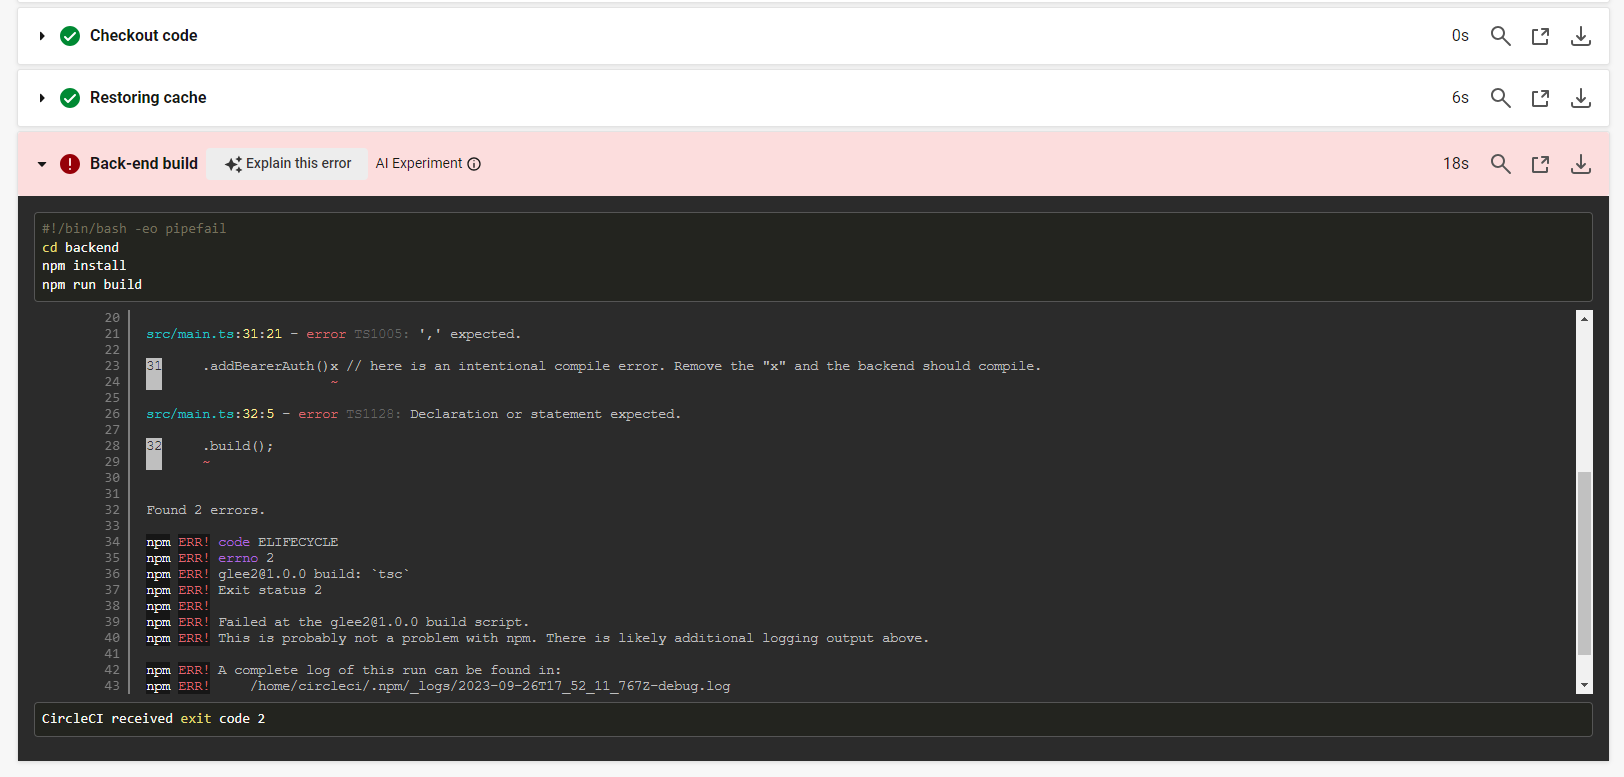 Checkout code 0s
Restoring cache 6s
Back-end build Explain this error AI Experiment 18s
#!/bin/bash -eo pipefail
cd backend
npm install
npm run build
20
21 src/main.ts:31:21 - error TS1005: ',' expected.
22
23 31     .addBearerAuth()x // here is an intentional compile error. Remove the "x" and the backend should compile.
24                       ~
25
26 src/main.ts:32:5 - error TS1128: Declaration or statement expected.
27
28 32     .build();
29        ~
30
31
32 Found 2 errors.
33
34 npm ERR! code ELIFECYCLE
35 npm ERR! errno 2
36 npm ERR! glee2@1.0.0 build: `tsc`
37 npm ERR! Exit status 2
38 npm ERR!
39 npm ERR! Failed at the glee2@1.0.0 build script.
40 npm ERR! This is probably not a problem with npm. There is likely additional logging output above.
41
42 npm ERR! A complete log of this run can be found in:
43 npm ERR!     /home/circleci/.npm/_logs/2023-09-26T17_52_11_767Z-debug.log
CircleCI received exit code 2